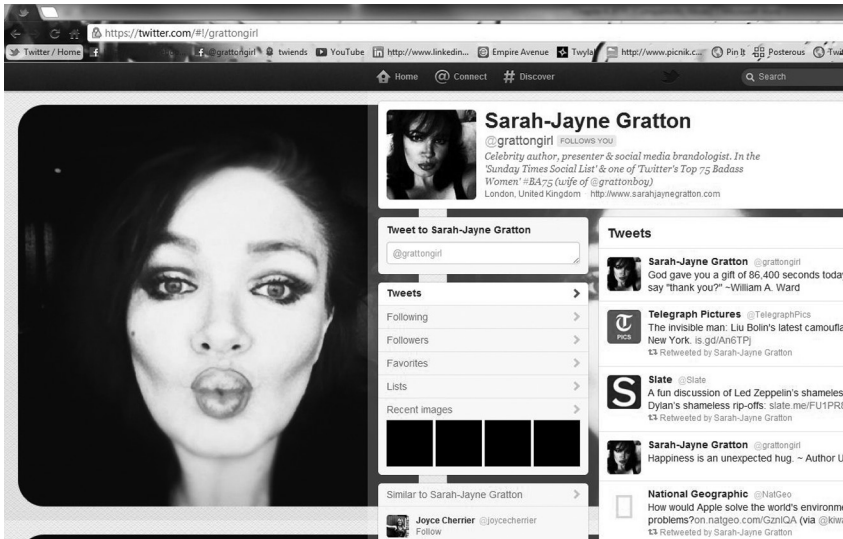 https://twitter.com/#!/grattongirl
Twitter / Home
@grattongirl
twiends
YouTube
http://www.linkedin...
Empire Avenue
Twylah
http://www.picnik.c...
Pin It
Posterous
Home
Connect
Discover
Search
Sarah-Jayne Gratton
@grattongirl FOLLOWS YOU
Celebrity author, presenter & social media brandologist. In the
'Sunday Times Social List' & one of 'Twitter's Top 75 Badass
Women' #BA75 (wife of @grattonboy)
London, United Kingdom · http://www.sarahjaynegratton.com
Tweet to Sarah-Jayne Gratton
@grattongirl
Tweets
Following
Followers
Favorites
Lists
Recent images
Similar to Sarah-Jayne Gratton
Joyce Cherrier @joycecherrier
Follow
Tweets
Sarah-Jayne Gratton @grattongirl
God gave you a gift of 86,400 seconds today
say "thank you?" ~William A. Ward
Telegraph Pictures @TelegraphPics
PICS
The invisible man: Liu Bolin's latest camoufla
New York. is.gd/An6TPj
Retweeted by Sarah-Jayne Gratton
Slate @Slate
S
A fun discussion of Led Zeppelin's shameles
Dylan's shameless rip-offs: slate.me/FU1PR
Retweeted by Sarah-Jayne Gratton
Sarah-Jayne Gratton @grattongirl
Happiness is an unexpected hug. ~ Author U
National Geographic @NatGeo
How would Apple solve the world's environme
problems?on.natgeo.com/GznIQA (via @kiwa
Retweeted by Sarah-Jayne Gratton